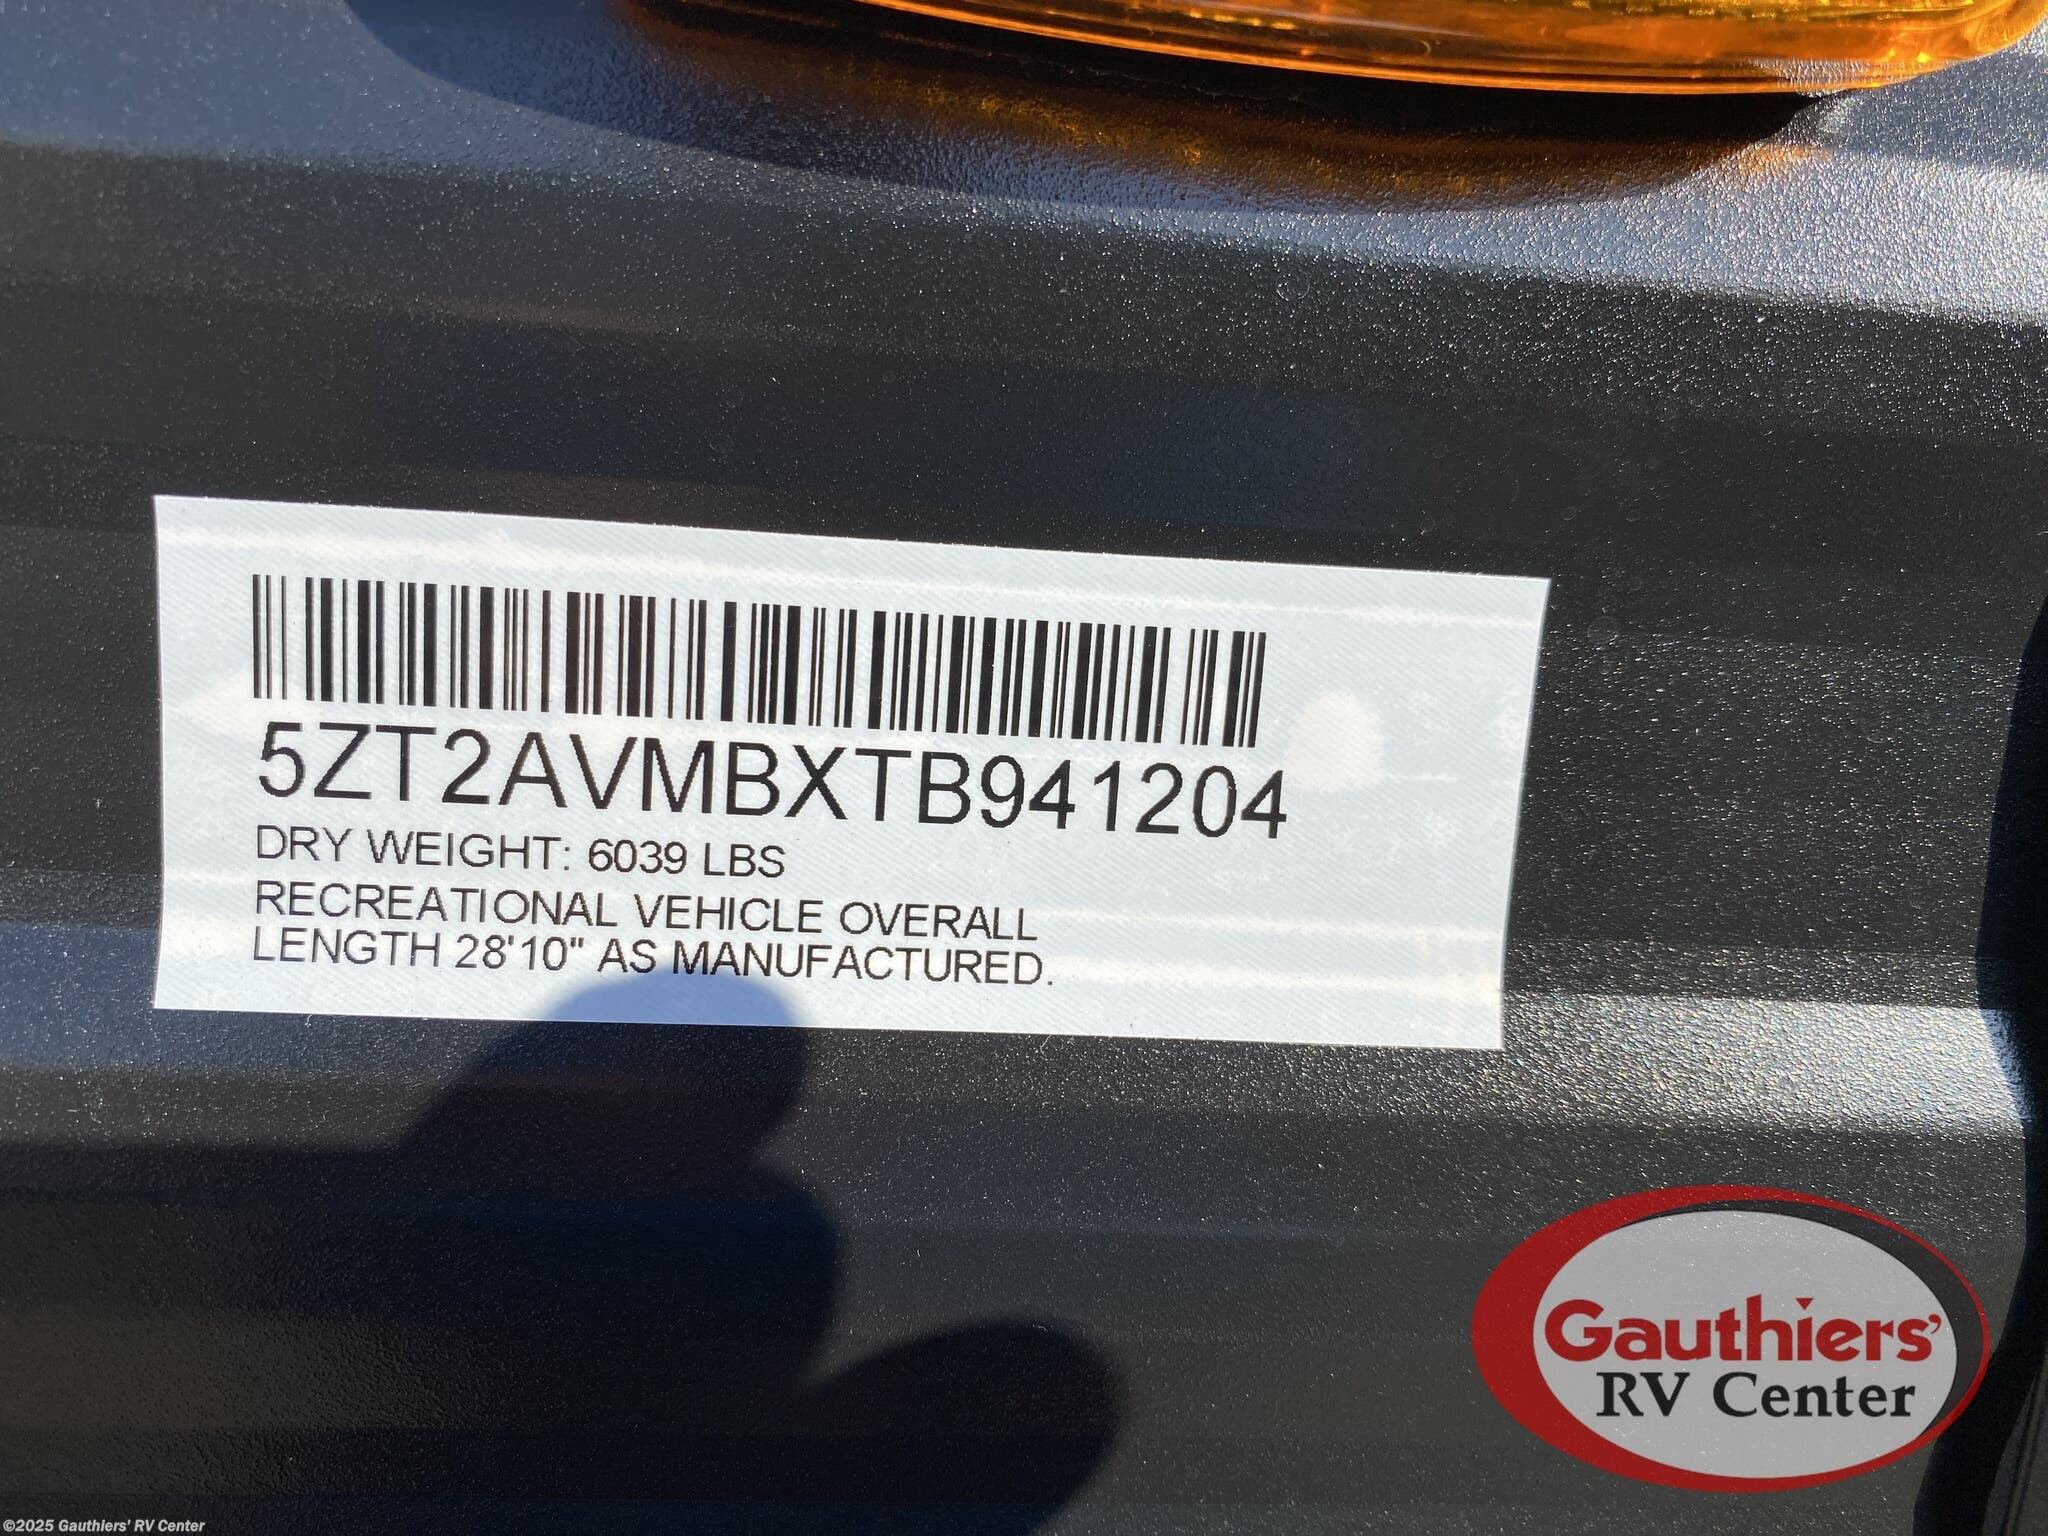 5ZT2AVMBXTB941204
DRY WEIGHT: 6039 LBS
RECREATIONAL VEHICLE OVERALL
LENGTH 28'10" AS MANUFACTURED.
Gauthiers'
RV Center
©2025 Gauthiers' RV Center